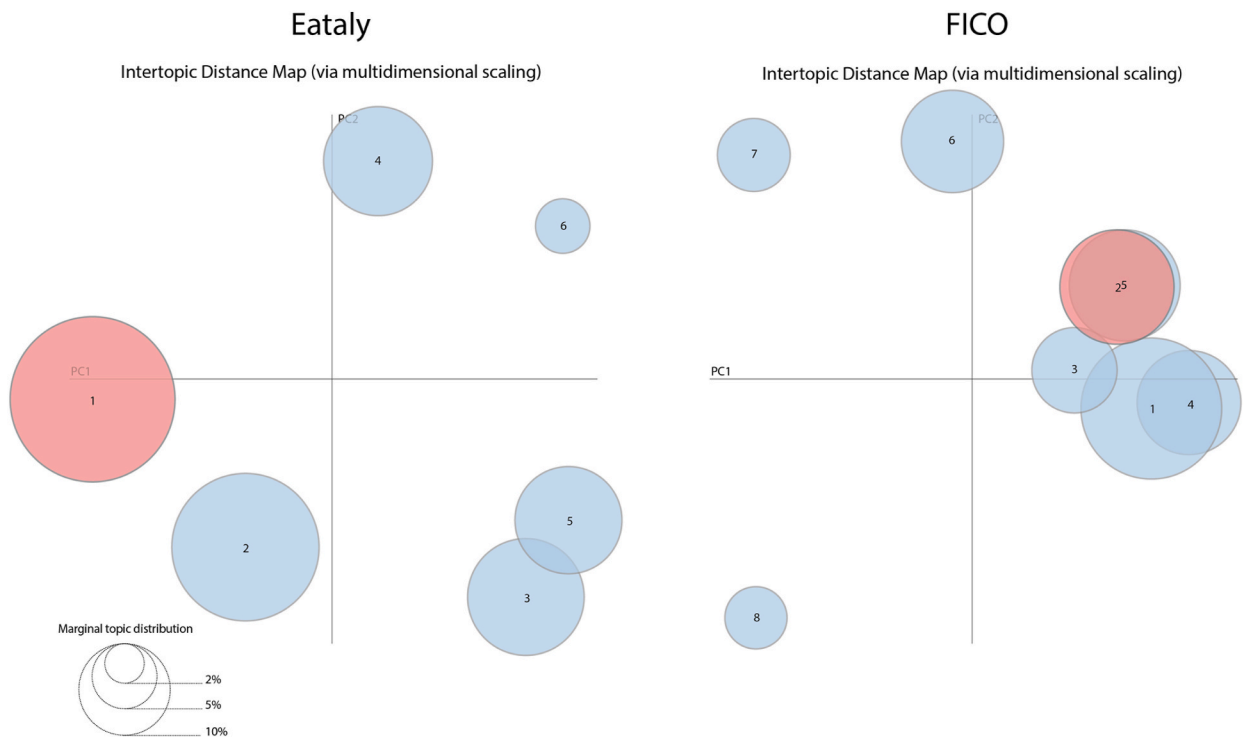 Eataly
Intertopic Distance Map (via multidimensional scaling)
PC2
4
6
PC1
1
2
5
3
Marginal topic distribution
2%
5%
10%
FICO
Intertopic Distance Map (via multidimensional scaling)
PC2
6
7
2 5
PC1
3
1
4
8